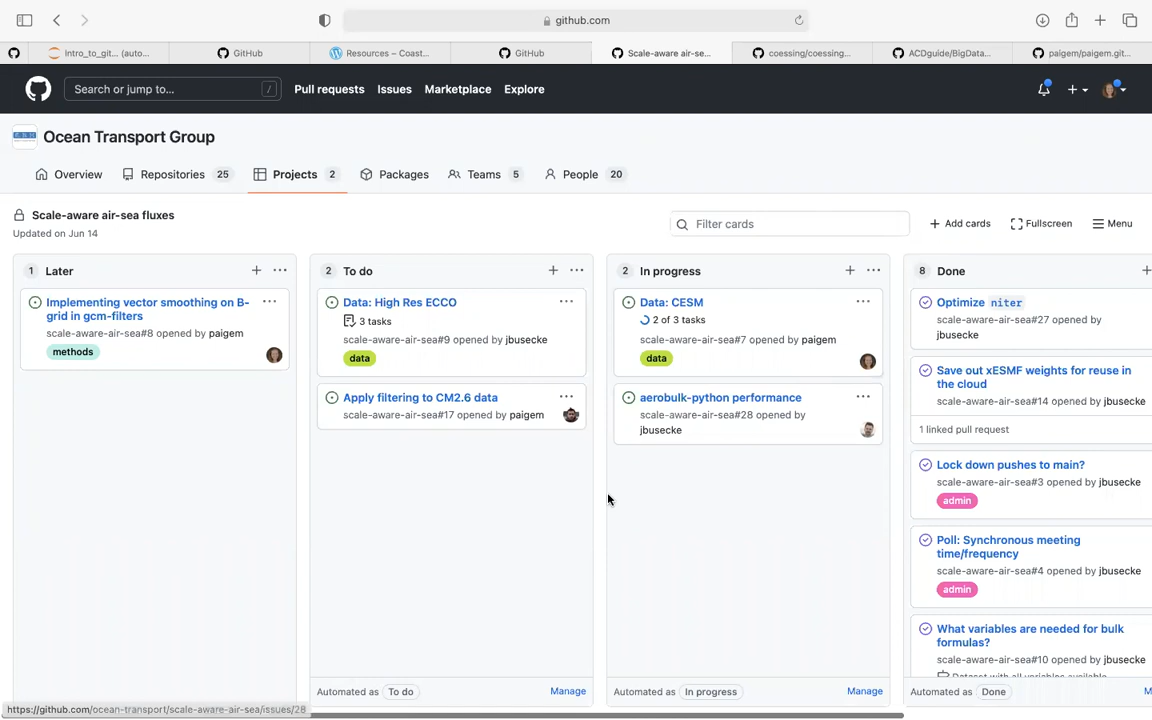 github.com
intro_to_git... (auto...
GitHub
Resources – Coast...
GitHub
Scale-aware air-se...
coessing/coessing...
ACDguide/BigData...
paigem/paigem.git...
Search or jump to...
/
Pull requests
Issues
Marketplace
Explore
Ocean Transport Group
Overview
Repositories 25
Projects 2
Packages
Teams 5
People 20
Scale-aware air-sea fluxes
Updated on Jun 14
Filter cards
+ Add cards
Fullscreen
Menu
1 Later
Implementing vector smoothing on B-
grid in gcm-filters
scale-aware-air-sea#8 opened by paigem
methods
2 To do
Data: High Res ECCO
3 tasks
scale-aware-air-sea#9 opened by jbusecke
data
Apply filtering to CM2.6 data
scale-aware-air-sea#17 opened by paigem
Automated as To do
Manage
2 In progress
Data: CESM
2 of 3 tasks
scale-aware-air-sea#7 opened by paigem
data
aerobulk-python performance
scale-aware-air-sea#28 opened by
jbusecke
Automated as In progress
Manage
8 Done
Optimize niter
scale-aware-air-sea#27 opened by
jbusecke
Save out xESMF weights for reuse in
the cloud
scale-aware-air-sea#14 opened by jbusecke
1 linked pull request
Lock down pushes to main?
scale-aware-air-sea#3 opened by jbusecke
admin
Poll: Synchronous meeting
time/frequency
scale-aware-air-sea#4 opened by jbusecke
admin
What variables are needed for bulk
formulas?
scale-aware-air-sea#10 opened by jbusecke
Dataset with all variables available
Automated as Done
M
https://github.com/ocean-transport/scale-aware-air-sea/issues/28